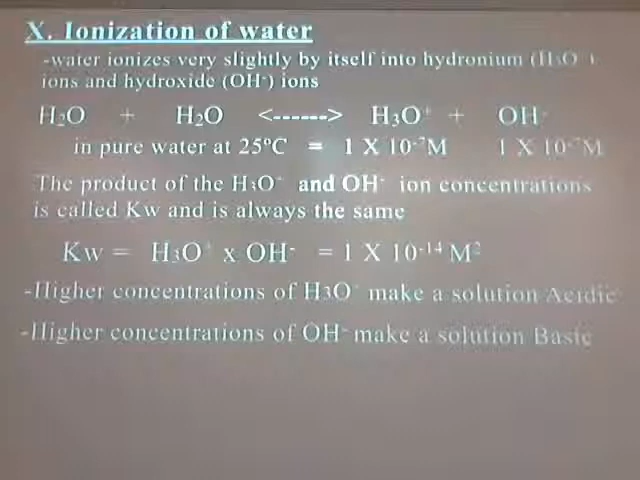 X. Ionization of water
-water ionizes very slightly by itself into hydronium (H₃O⁺)
ions and hydroxide (OH⁻) ions
H₂O + H₂O <------> H₃O⁺ + OH⁻
in pure water at 25ºC = 1 X 10⁻⁷M 1 X 10⁻⁷M
The product of the H₃O⁺ and OH⁻ ion concentrations
is called Kw and is always the same
Kw = H₃O⁺ x OH⁻ = 1 X 10⁻¹⁴ M²
-Higher concentrations of H₃O⁺ make a solution Acidic
-Higher concentrations of OH⁻ make a solution Basic